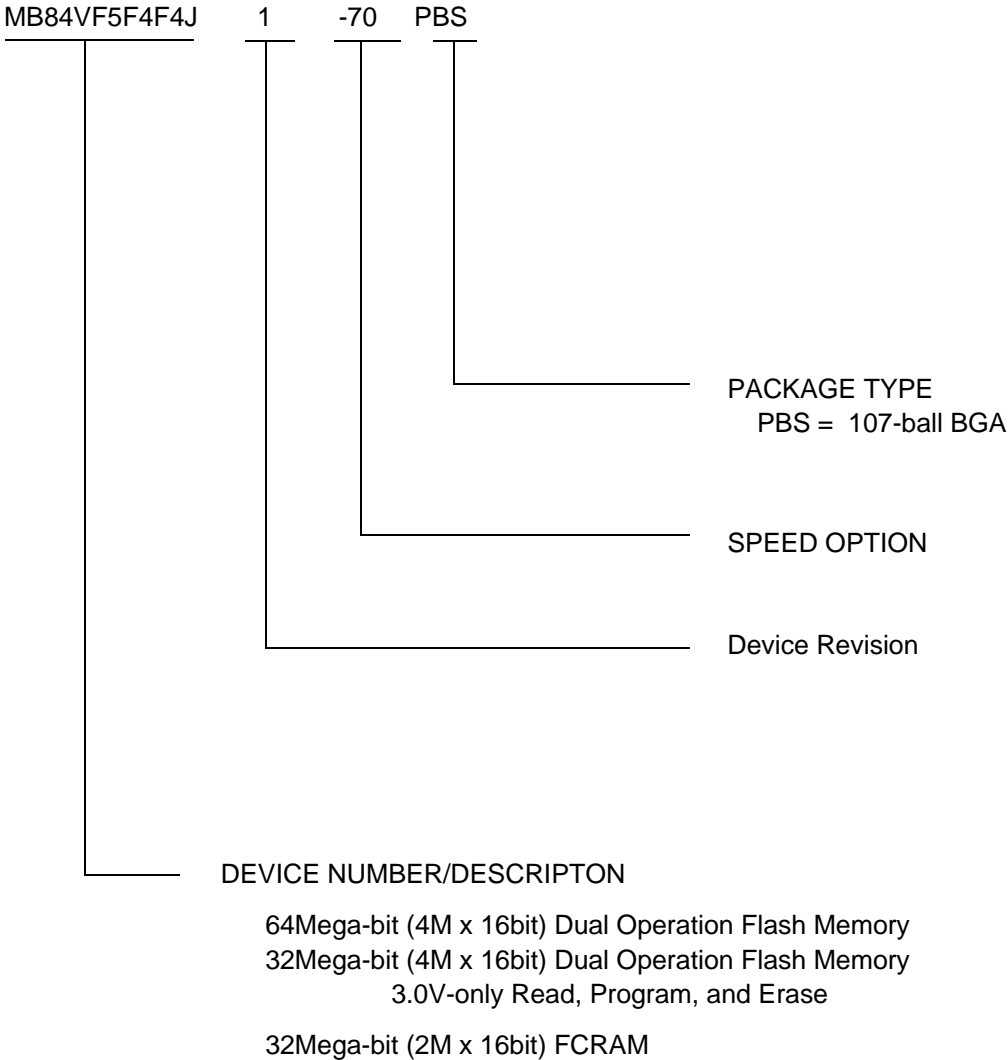 MB84VF5F4F4J 1 -70 PBS
PACKAGE TYPE
PBS = 107-ball BGA
SPEED OPTION
Device Revision
DEVICE NUMBER/DESCRIPTON
64Mega-bit (4M x 16bit) Dual Operation Flash Memory
32Mega-bit (4M x 16bit) Dual Operation Flash Memory
3.0V-only Read, Program, and Erase
32Mega-bit (2M x 16bit) FCRAM